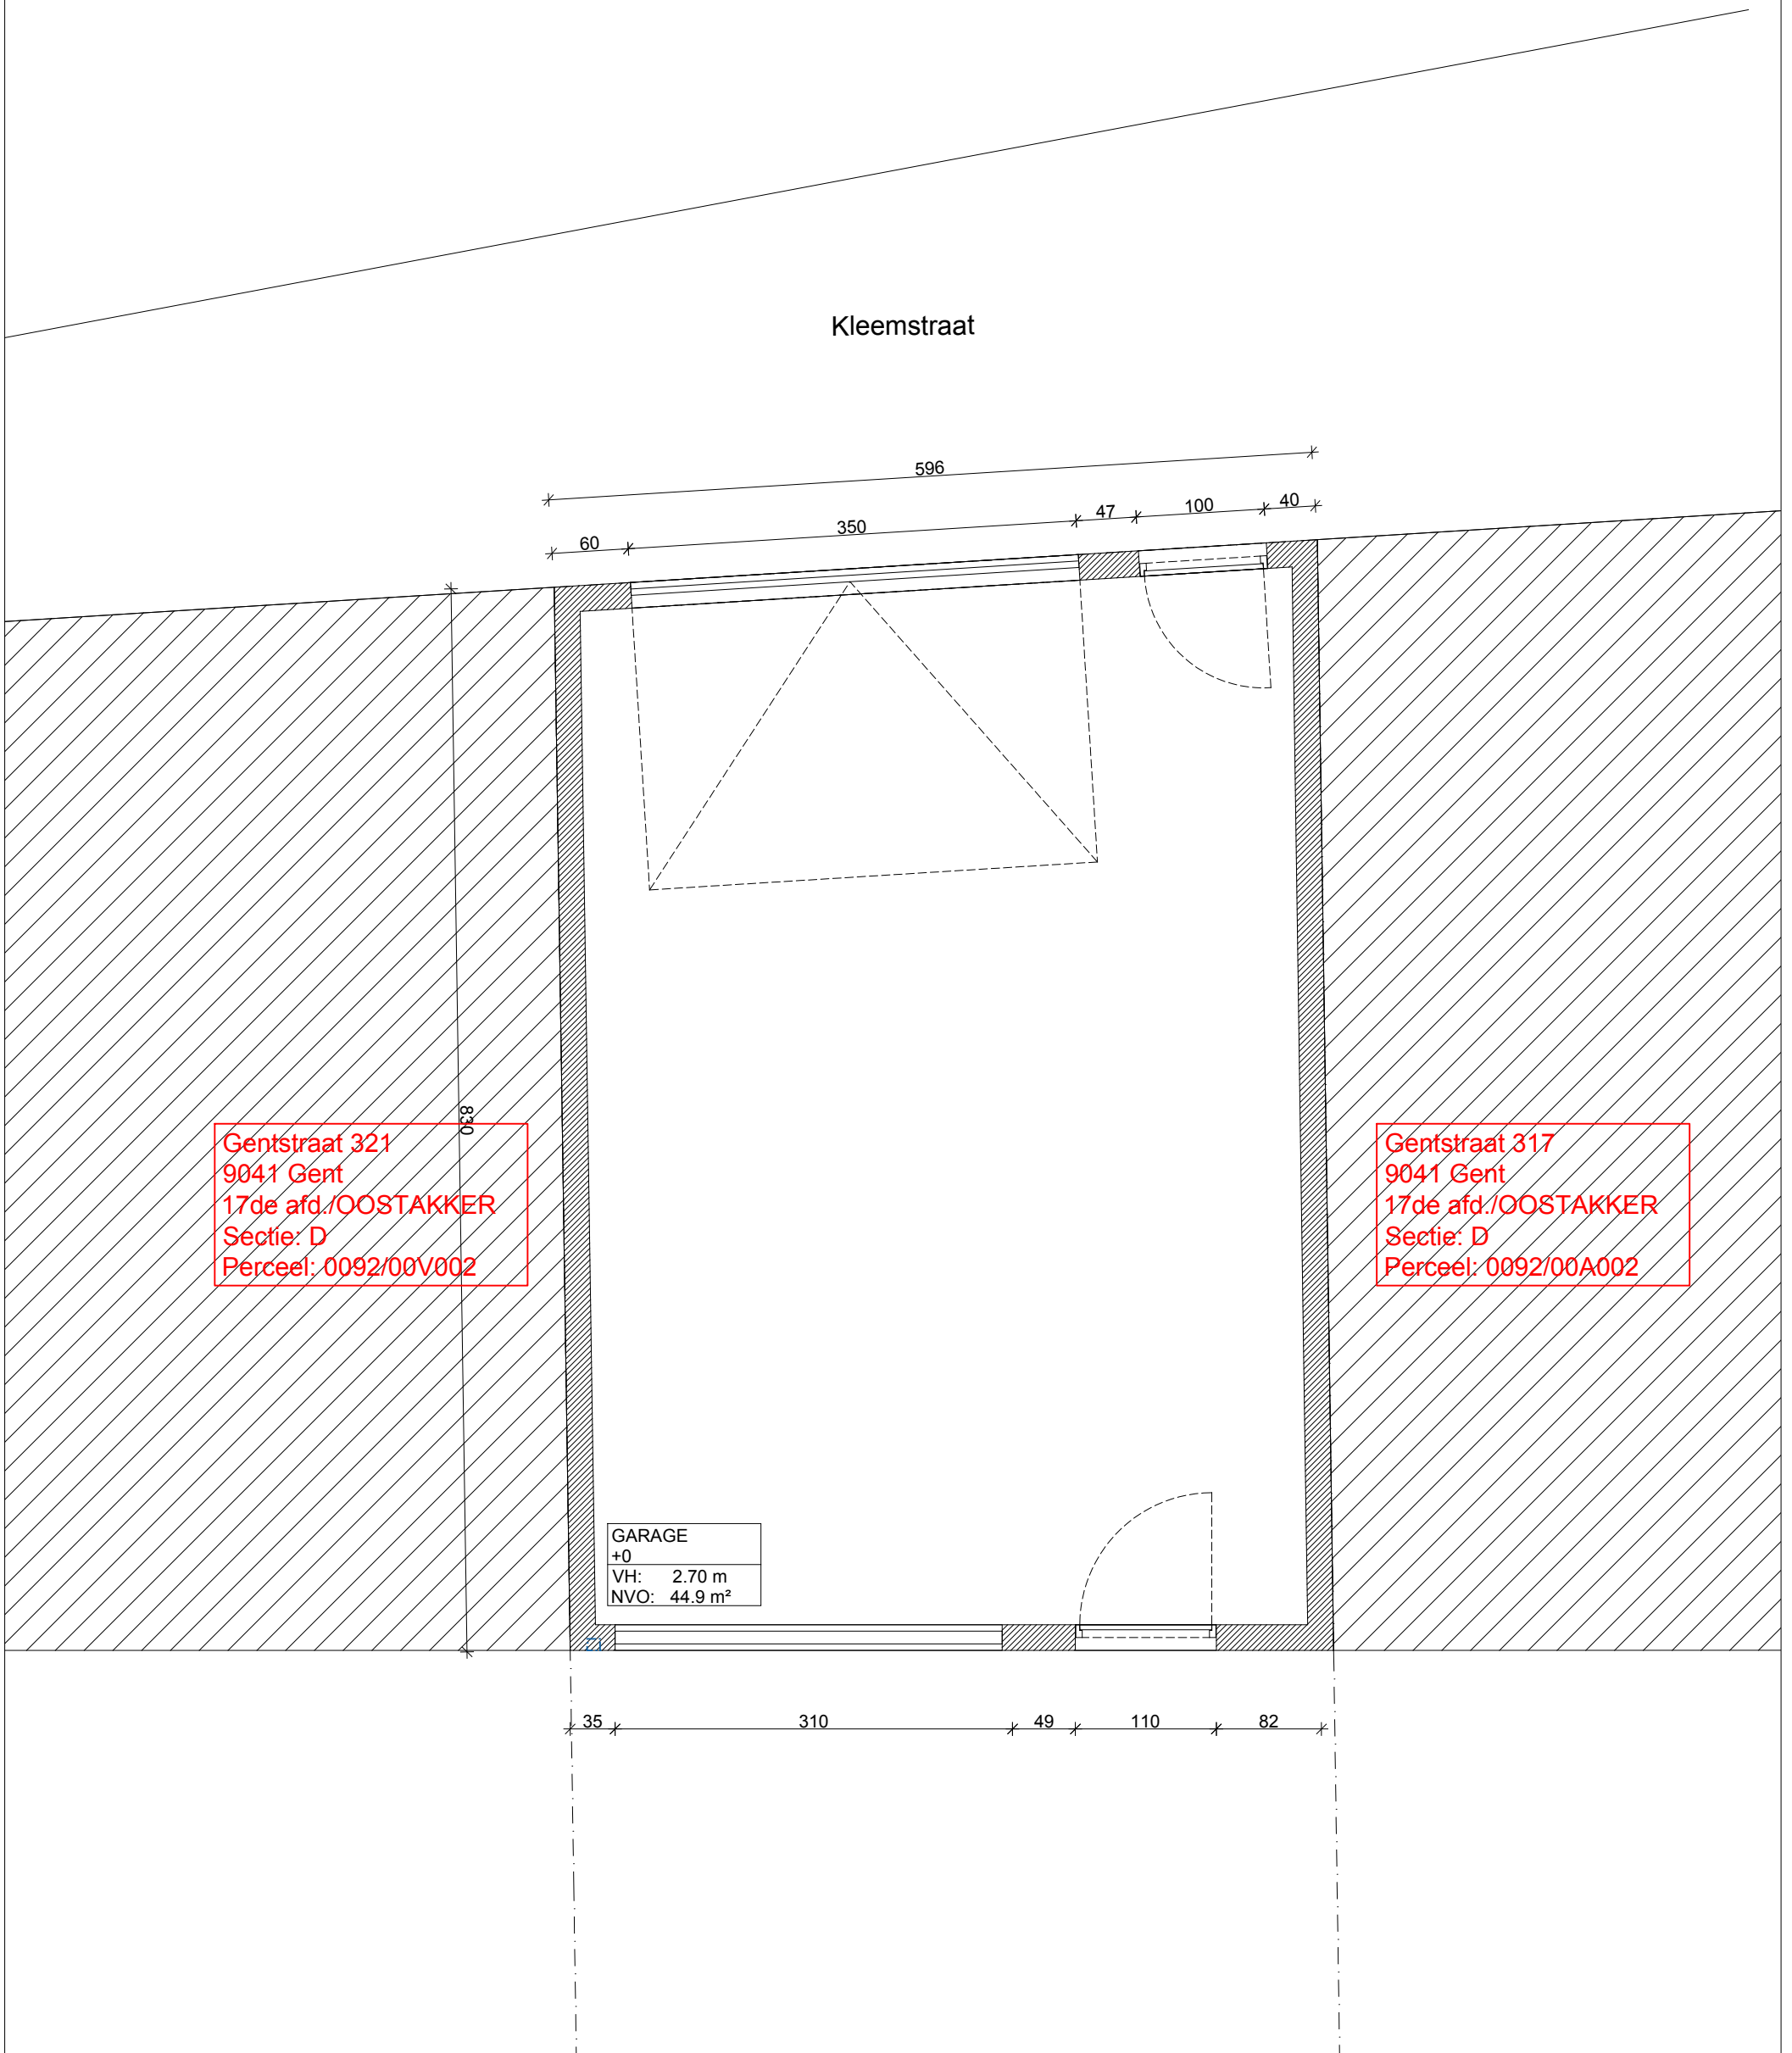 Kleemstraat
596
60
350
47
100
40
830
Gentstraat 321
9041 Gent
17de afd./OOSTAKKER
Sectie: D
Perceel: 0092/00V002
Gentstraat 317
9041 Gent
17de afd./OOSTAKKER
Sectie: D
Perceel: 0092/00A002
GARAGE
+0
VH: 2.70 m
NVO: 44.9 m²
35
310
49
110
82